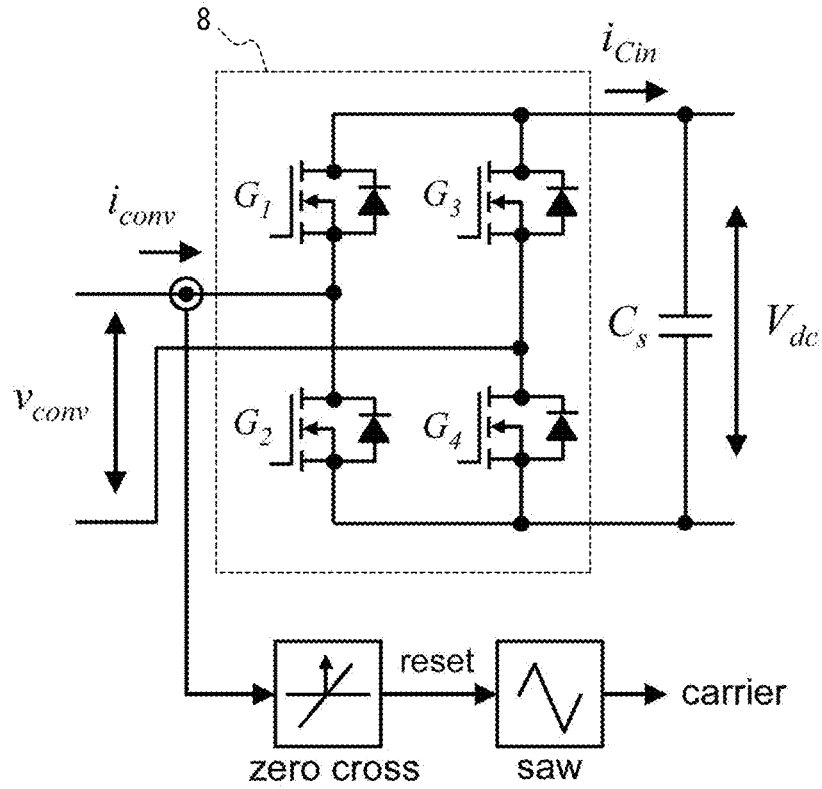 8
i_Cin
G_1
G_3
i_conv
C_s
V_dc
v_conv
G_2
G_4
reset
carrier
zero cross
saw